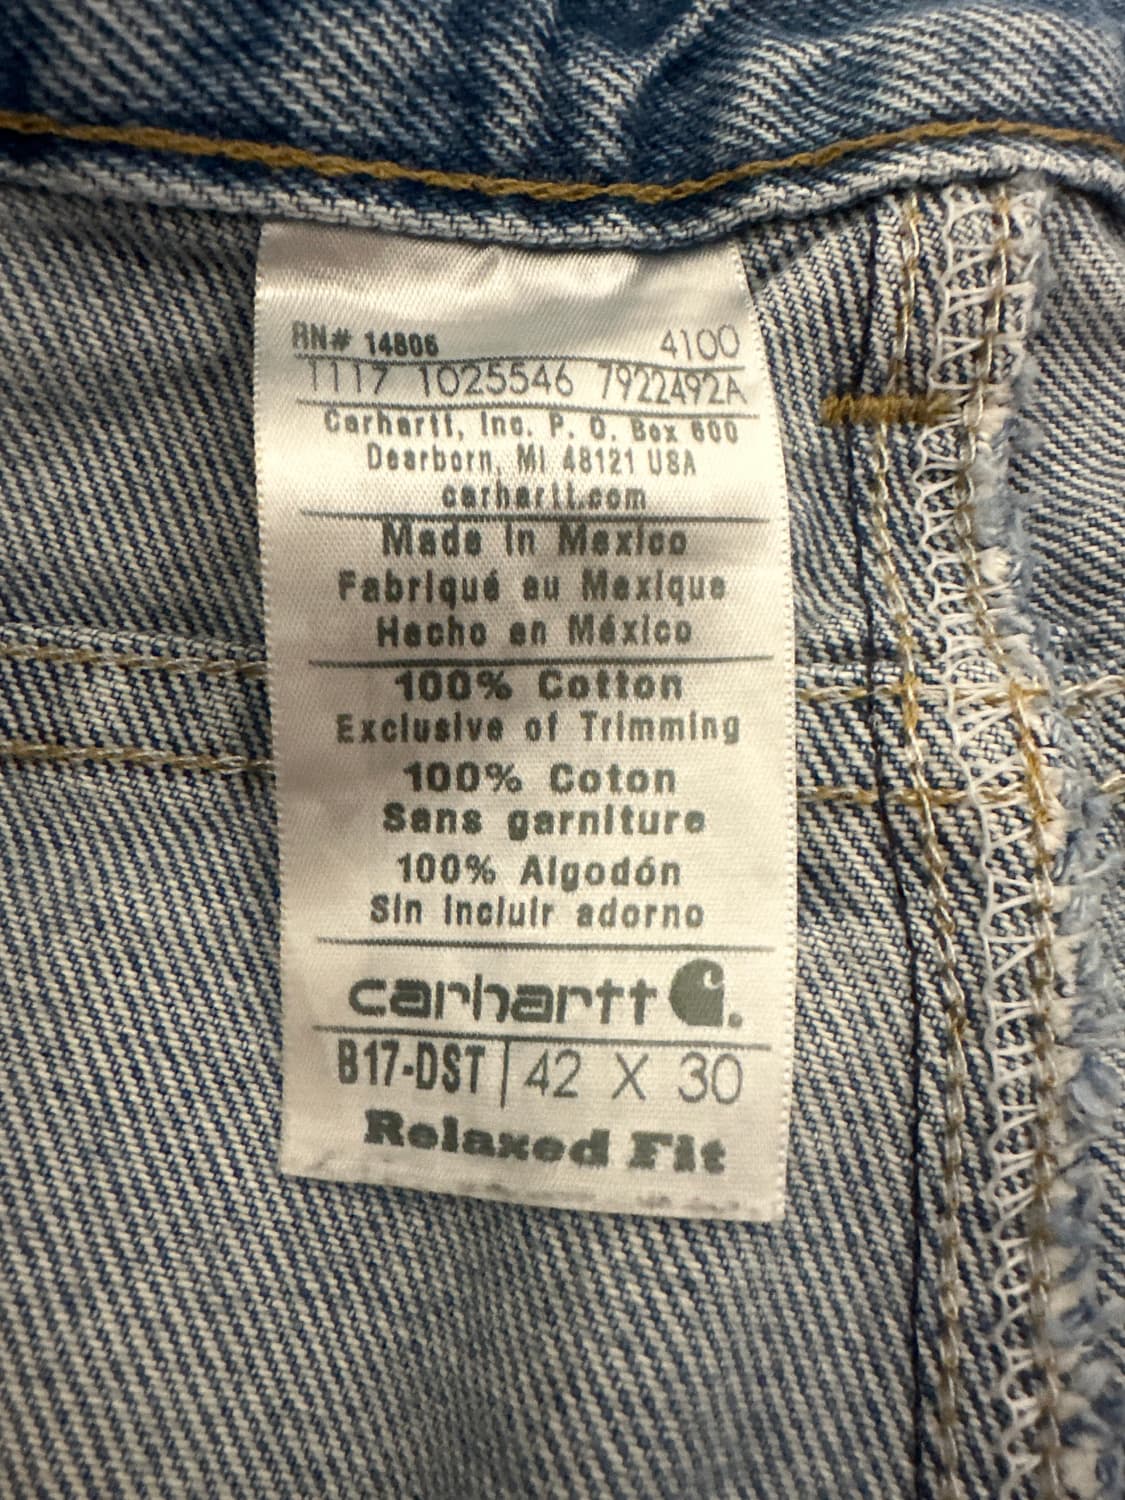 RN# 14806 4100
1117 1025546 7922492A
Carhartt, Inc. P. O. Box 600
Dearborn, MI 48121 USA
carhartt.com
Made in Mexico
Fabriqué au Mexique
Hecho en México
100% Cotton
Exclusive of Trimming
100% Coton
Sans garniture
100% Algodón
Sin incluir adorno
carhartt
B17-DST | 42 X 30
Relaxed Fit